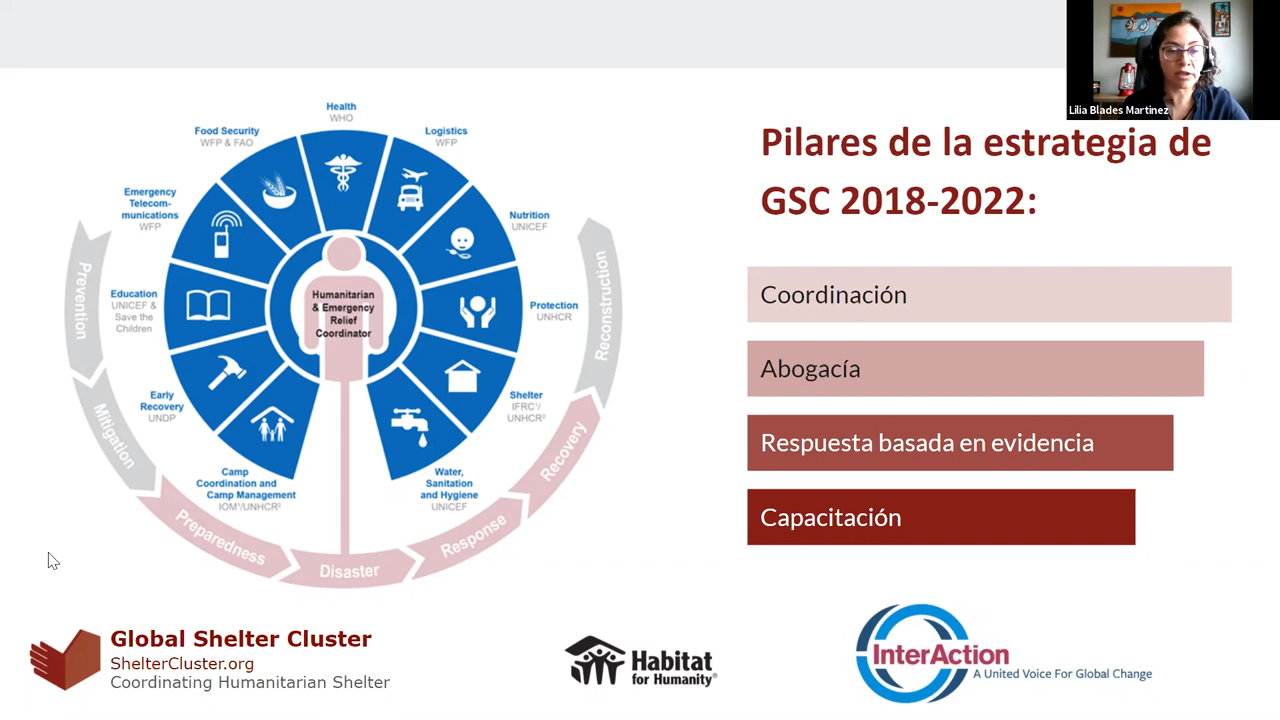 Lilia Blades Martinez
Pilares de la estrategia de
GSC 2018-2022:
Coordinación
Abogacía
Respuesta basada en evidencia
Capacitación
Health
WHO
Logistics
WFP
Nutrition
UNICEF
Protection
UNHCR
Shelter
IFRC¹/
UNHCR²
Water,
Sanitation
and Hygiene
UNICEF
Camp
Coordination and
Camp Management
IOM¹/UNHCR²
Early
Recovery
UNDP
Education
UNICEF &
Save the
Children
Emergency
Telecom-
munications
WFP
Food Security
WFP & FAO
Humanitarian
& Emergency
Relief
Coordinator
Prevention
Mitigation
Preparedness
Disaster
Response
Recovery
Reconstruction
Global Shelter Cluster
ShelterCluster.org
Coordinating Humanitarian Shelter
Habitat
for Humanity®
InterAction
A United Voice For Global Change